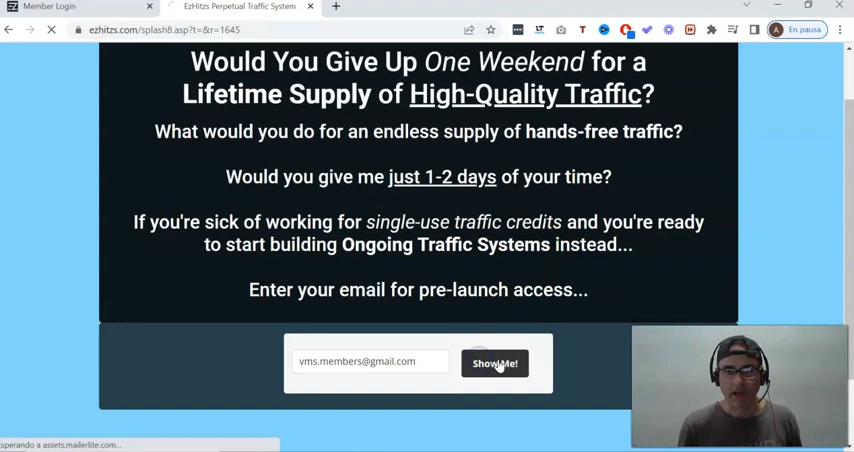 Member Login
EzHitzs Perpetual Traffic System
ezhitzs.com/splash8.asp?t=&r=1645
En pausa
Would You Give Up One Weekend for a
Lifetime Supply of High-Quality Traffic?
What would you do for an endless supply of hands-free traffic?
Would you give me just 1-2 days of your time?
If you're sick of working for single-use traffic credits and you're ready
to start building Ongoing Traffic Systems instead...
Enter your email for pre-launch access...
vms.members@gmail.com
Show Me!
Esperando a assets.mailerlite.com...